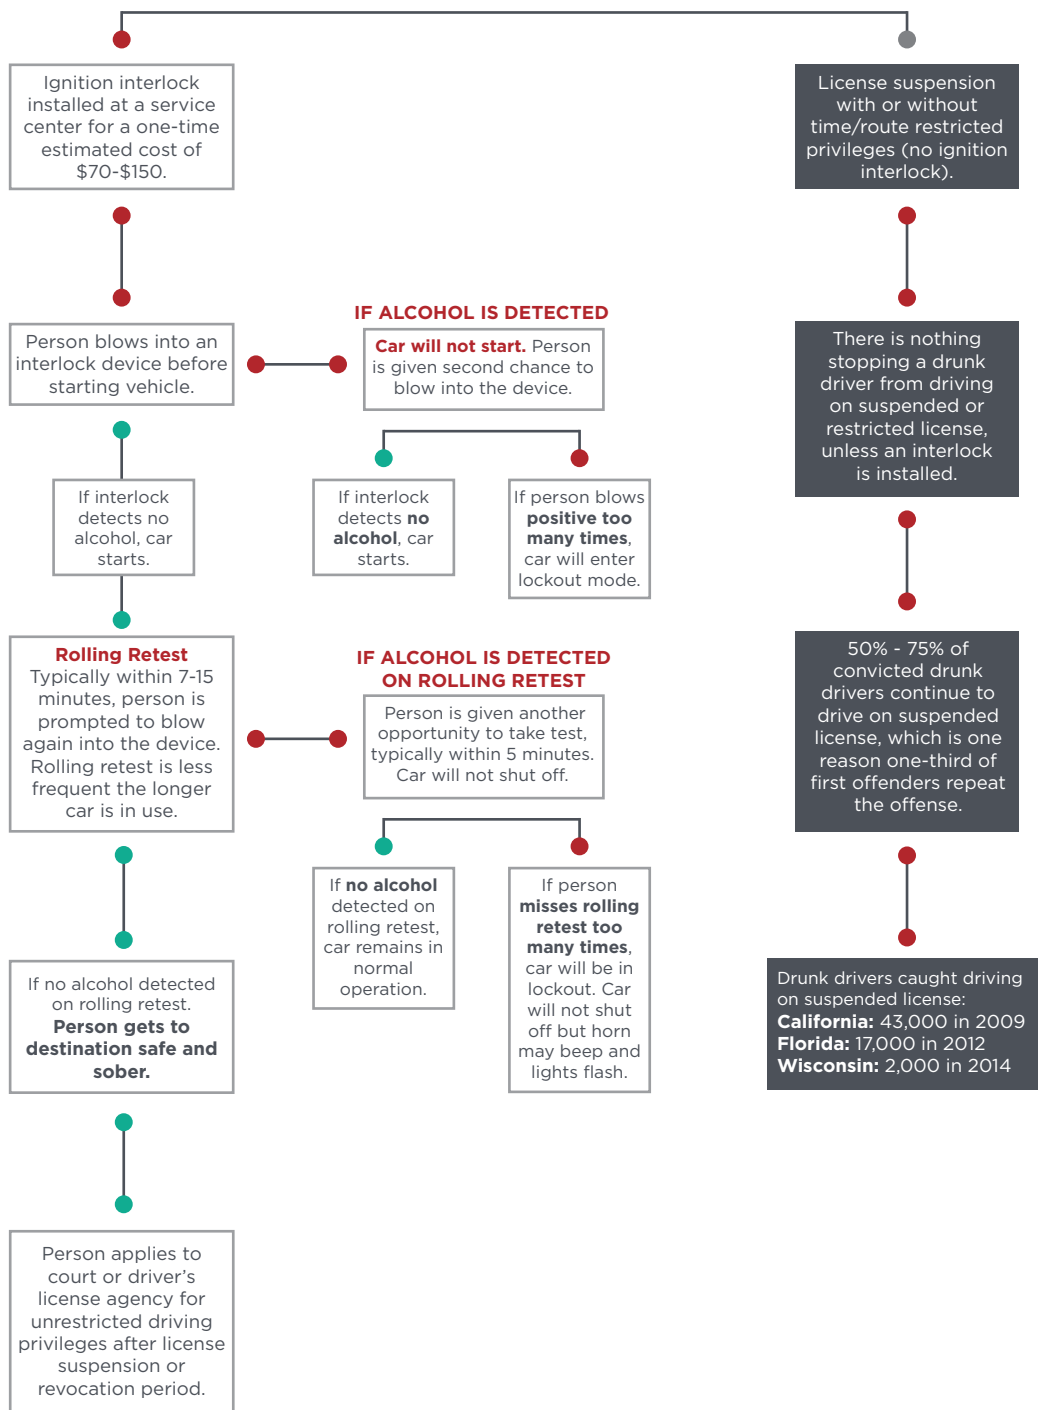 Ignition interlock
installed at a service
center for a one-time
estimated cost of
$70-$150.
Person blows into an
interlock device before
starting vehicle.
IF ALCOHOL IS DETECTED
Car will not start. Person
is given second chance to
blow into the device.
If interlock
detects no
alcohol, car
starts.
If interlock
detects no
alcohol, car
starts.
If person blows
positive too
many times,
car will enter
lockout mode.
Rolling Retest
Typically within 7-15
minutes, person is
prompted to blow
again into the device.
Rolling retest is less
frequent the longer
car is in use.
IF ALCOHOL IS DETECTED
ON ROLLING RETEST
Person is given another
opportunity to take test,
typically within 5 minutes.
Car will not shut off.
If no alcohol
detected on
rolling retest,
car remains in
normal
operation.
If person
misses rolling
retest too
many times,
car will be in
lockout. Car
will not shut
off but horn
may beep and
lights flash.
If no alcohol detected
on rolling retest.
Person gets to
destination safe and
sober.
Person applies to
court or driver’s
license agency for
unrestricted driving
privileges after license
suspension or
revocation period.
License suspension
with or without
time/route restricted
privileges (no ignition
interlock).
There is nothing
stopping a drunk
driver from driving
on suspended or
restricted license,
unless an interlock
is installed.
50% - 75% of
convicted drunk
drivers continue to
drive on suspended
license, which is one
reason one-third of
first offenders repeat
the offense.
Drunk drivers caught driving
on suspended license:
California: 43,000 in 2009
Florida: 17,000 in 2012
Wisconsin: 2,000 in 2014